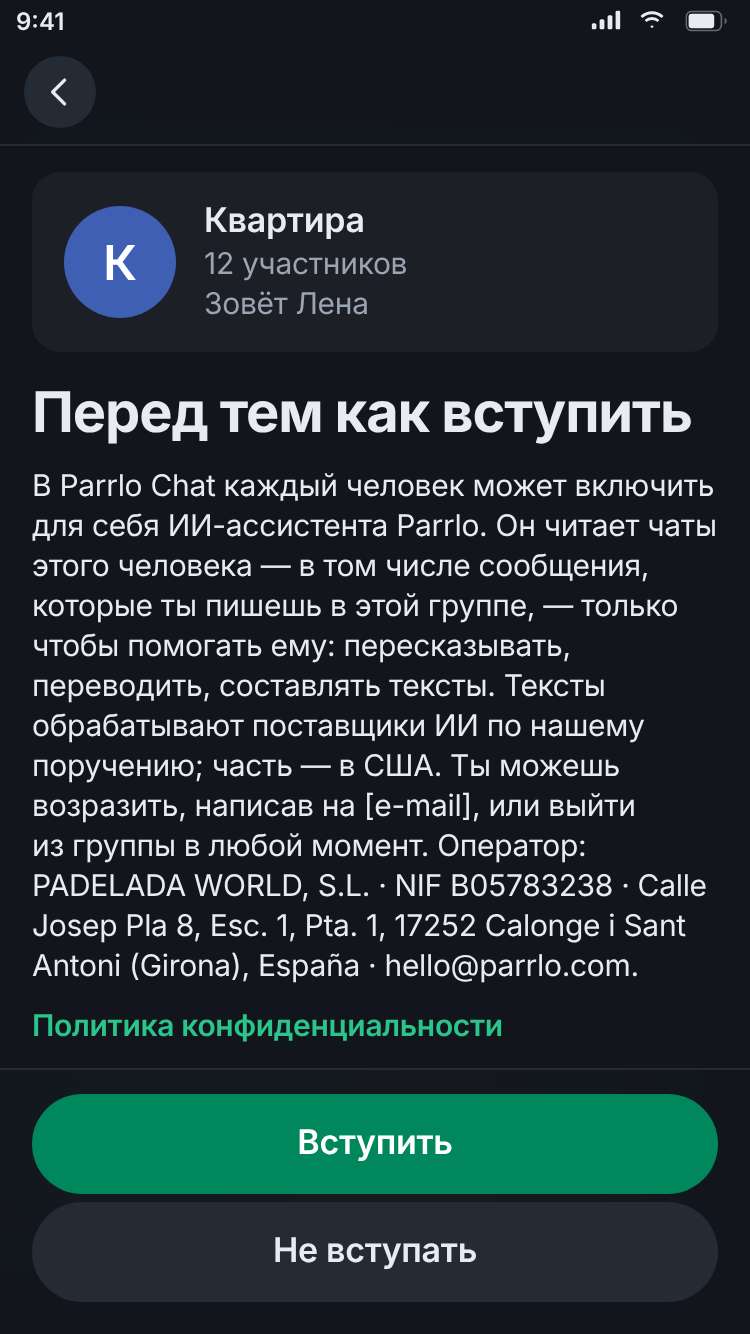 9:41
К
Квартира
12 участников
Зовёт Лена
Перед тем как вступить
В Parrlo Chat каждый человек может включить
для себя ИИ-ассистента Parrlo. Он читает чаты
этого человека — в том числе сообщения,
которые ты пишешь в этой группе, — только
чтобы помогать ему: пересказывать,
переводить, составлять тексты. Тексты
обрабатывают поставщики ИИ по нашему
поручению; часть — в США. Ты можешь
возразить, написав на [e-mail], или выйти
из группы в любой момент. Оператор:
PADELADA WORLD, S.L. · NIF B05783238 · Calle
Josep Pla 8, Esc. 1, Pta. 1, 17252 Calonge i Sant
Antoni (Girona), España · hello@parrlo.com.
Политика конфиденциальности
Вступить
Не вступать